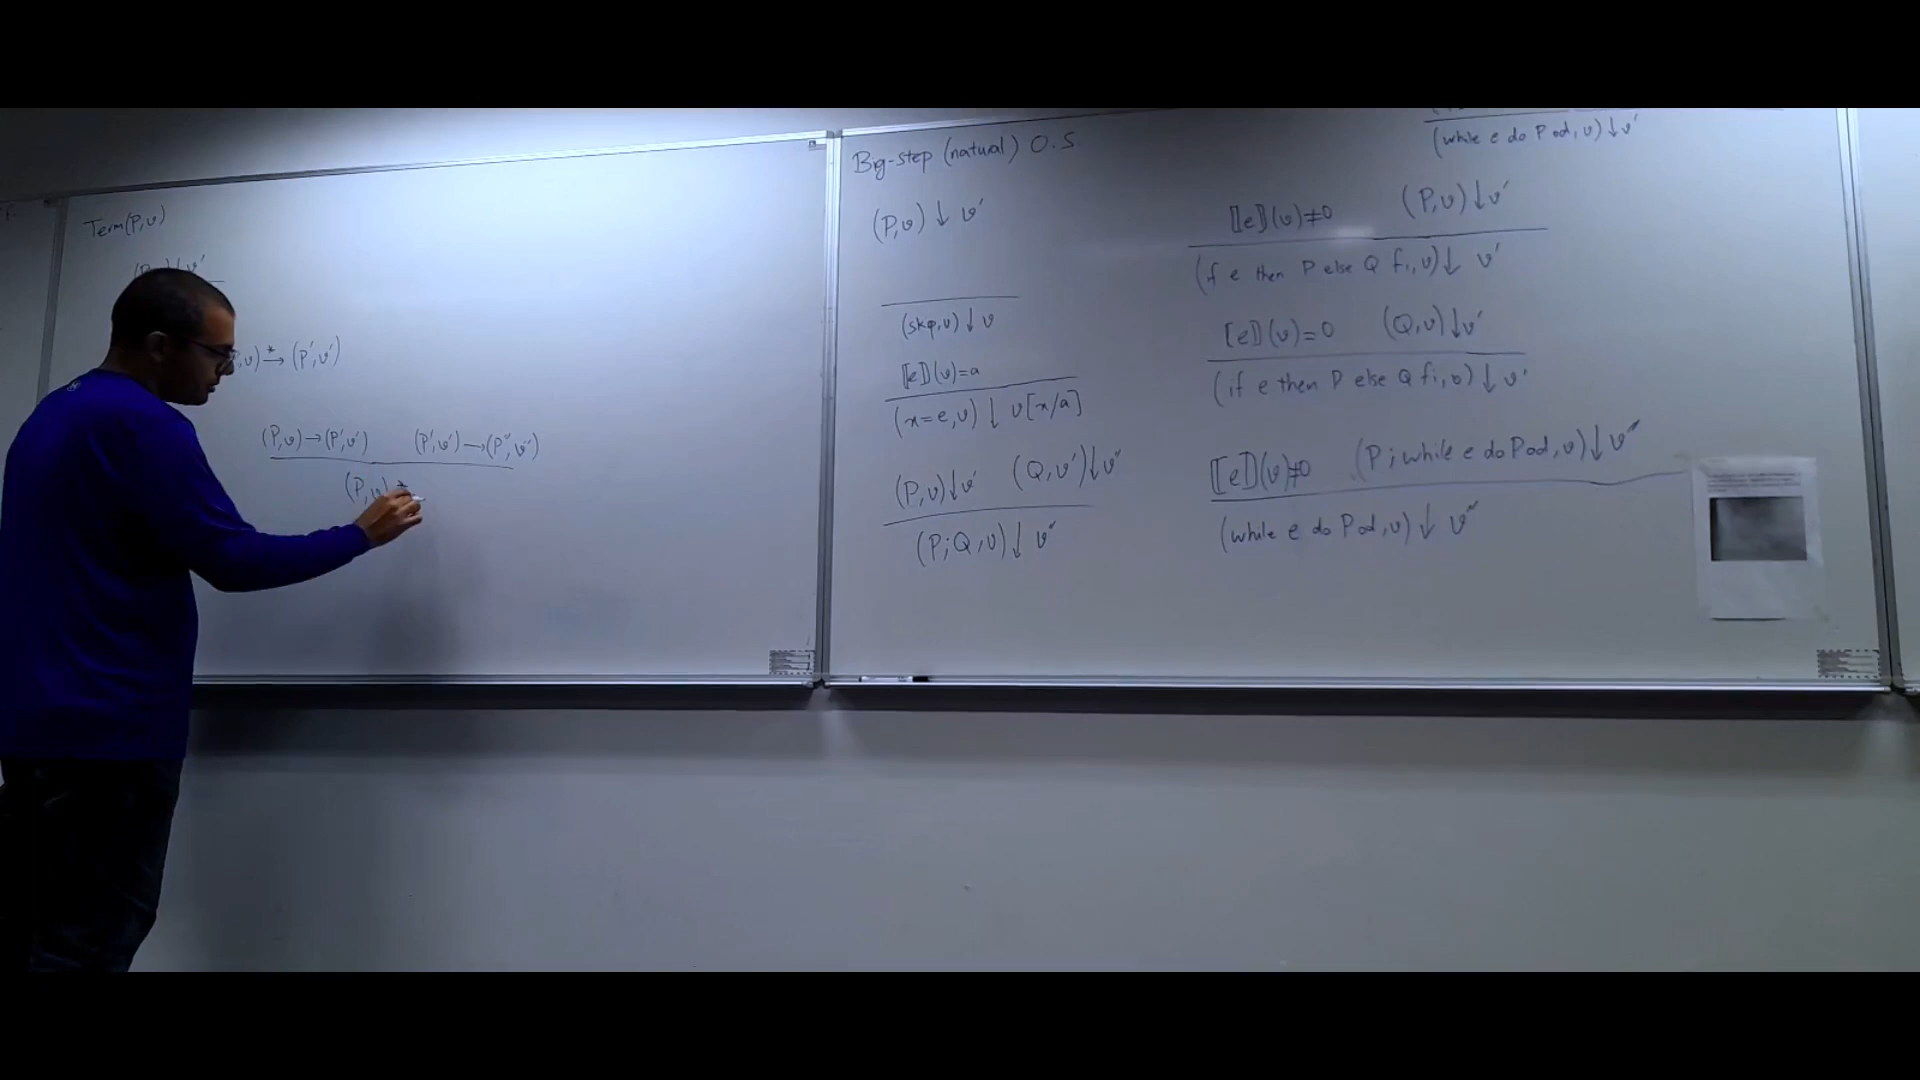 Term(P,v)
↓ v'
,v) →* (P',v')
(P,v)→(P',v') (P',v')→(P'',v'')
(P,v) *
Big-step (natual) O.S
(P,v) ↓ v'
(skip,v) ↓ v
⟦e⟧(v)=a
(x=e,v) ↓ v[x/a]
(P,v)↓v' (Q,v')↓v''
(P;Q,v)↓ v''
(while e do P od, v) ↓ v'
⟦e⟧(v)≠0 (P,v)↓v'
(if e then P else Q fi, v)↓ v'
⟦e⟧(v)=0 (Q,v)↓v'
(if e then P else Q fi, v) ↓ v'
⟦e⟧(v)≠0 (P; while e do P od, v)↓ v''
(while e do P od, v) ↓ v''